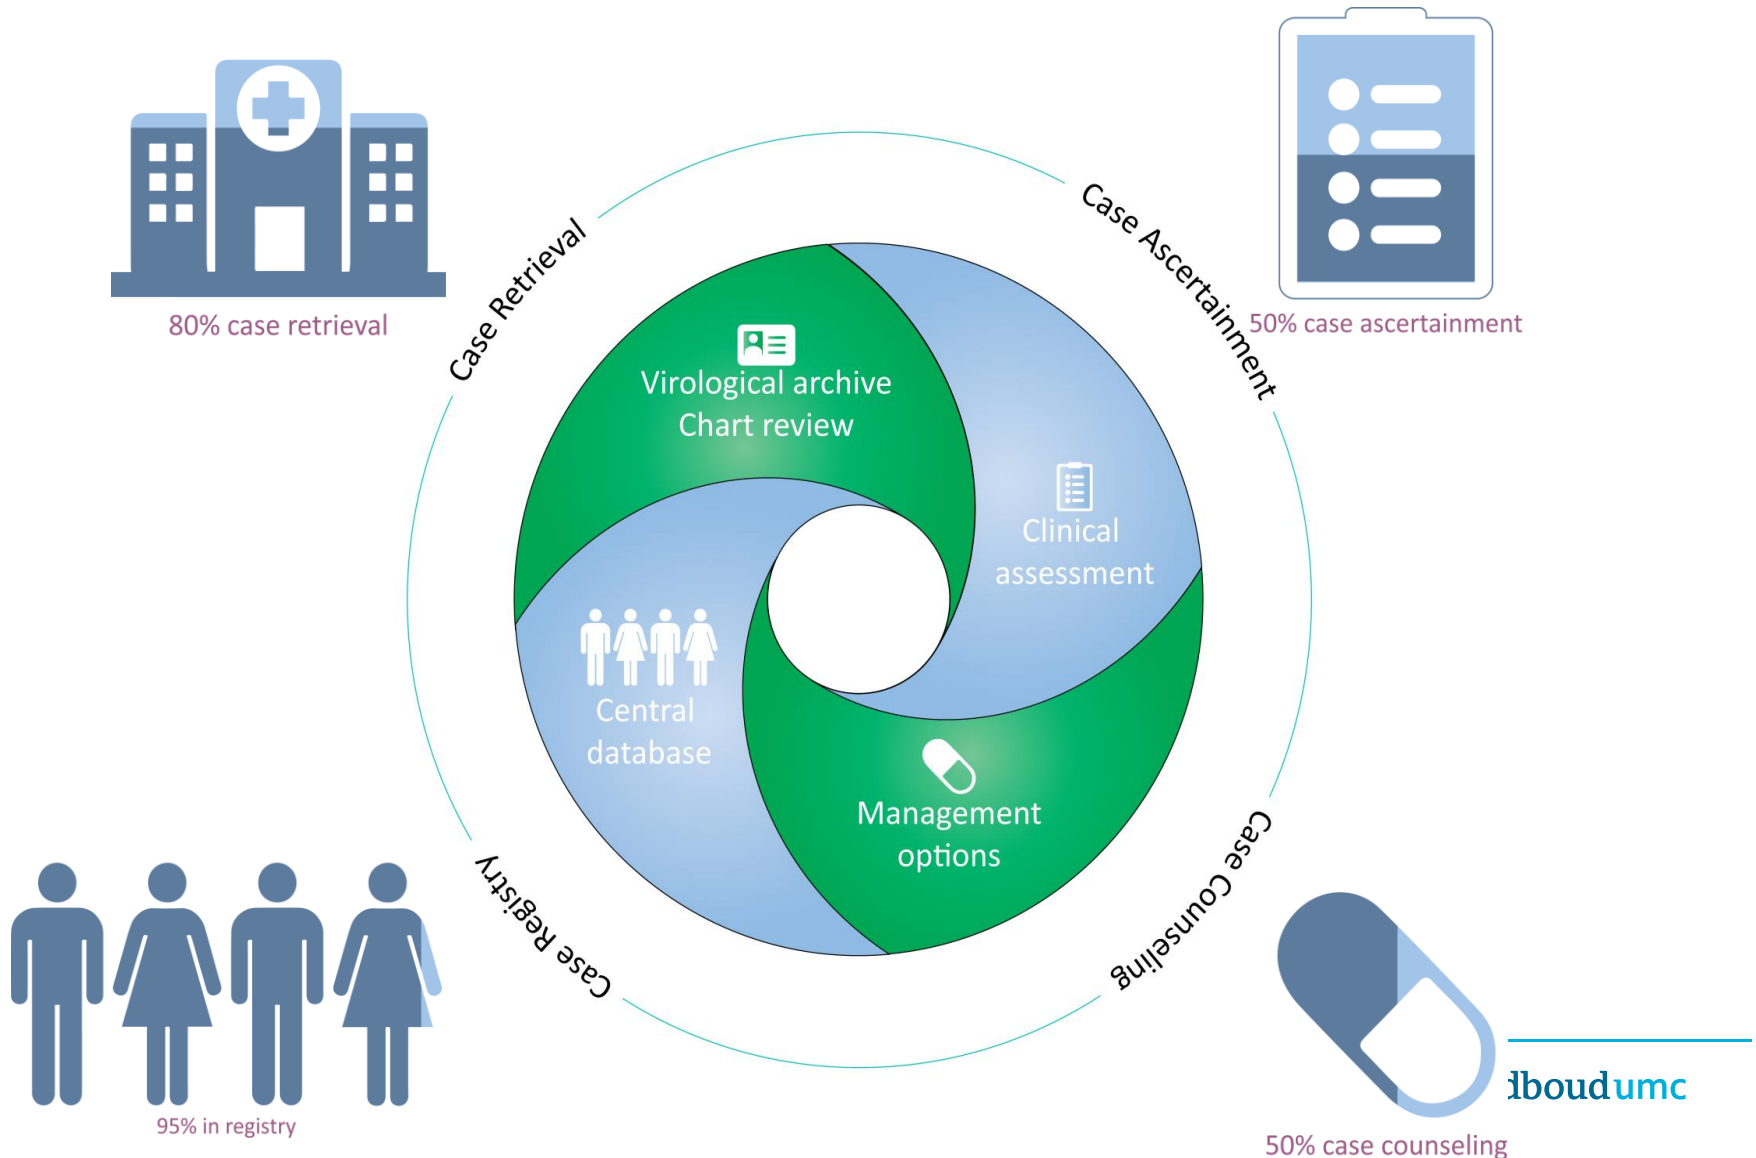 80% case retrieval
50% case ascertainment
Case Retrieval
Case Ascertainment
Virological archive
Chart review
Clinical
assessment
Central
database
Management
options
Case Registry
Case Counseling
95% in registry
50% case counseling
dboudumc